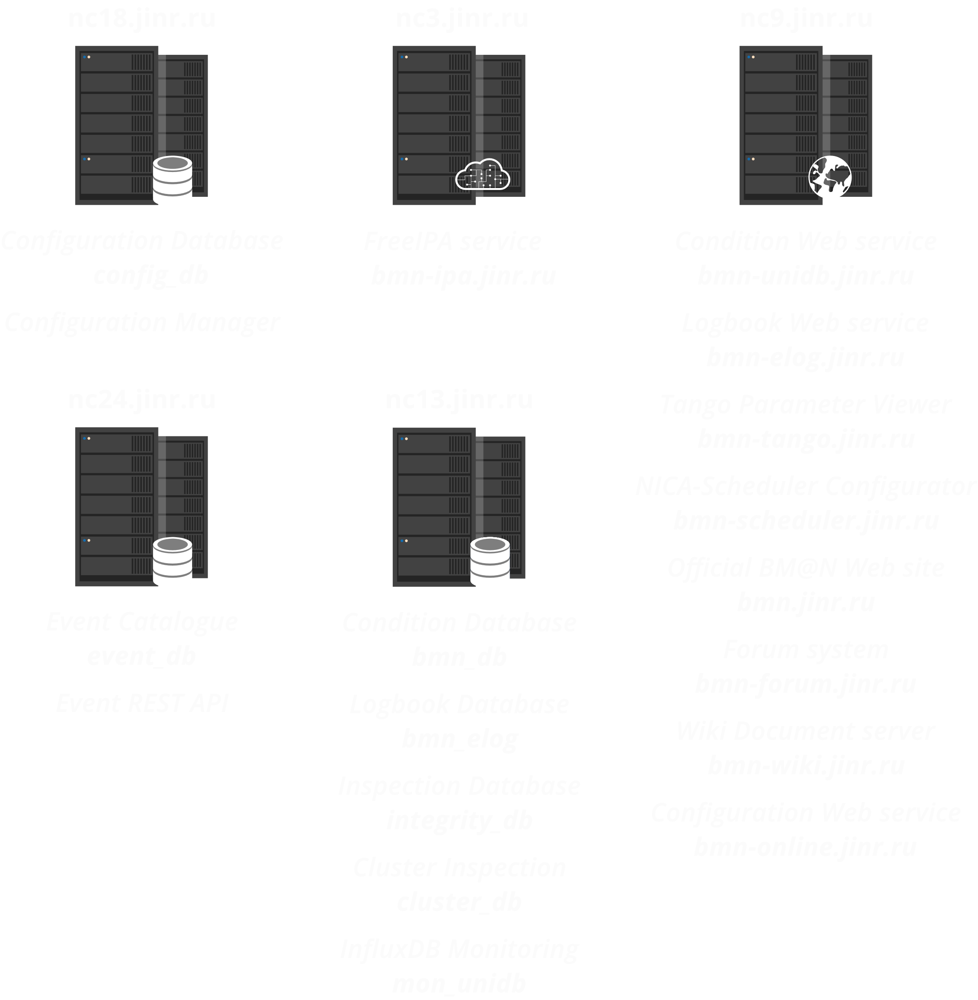 nc18.jinr.ru
Configuration Database
config_db
Configuration Manager
nc3.jinr.ru
FreeIPA service
bmn-ipa.jinr.ru
nc9.jinr.ru
Condition Web service
bmn-unidb.jinr.ru
Logbook Web service
bmn-elog.jinr.ru
Tango Parameter Viewer
bmn-tango.jinr.ru
NICA-Scheduler Configurator
bmn-scheduler.jinr.ru
Official BM@N Web site
bmn.jinr.ru
Forum system
bmn-forum.jinr.ru
Wiki Document server
bmn-wiki.jinr.ru
Configuration Web service
bmn-online.jinr.ru
nc24.jinr.ru
Event Catalogue
event_db
Event REST API
nc13.jinr.ru
Condition Database
bmn_db
Logbook Database
bmn_elog
Inspection Database
integrity_db
Cluster Inspection
cluster_db
InfluxDB Monitoring
mon_unidb